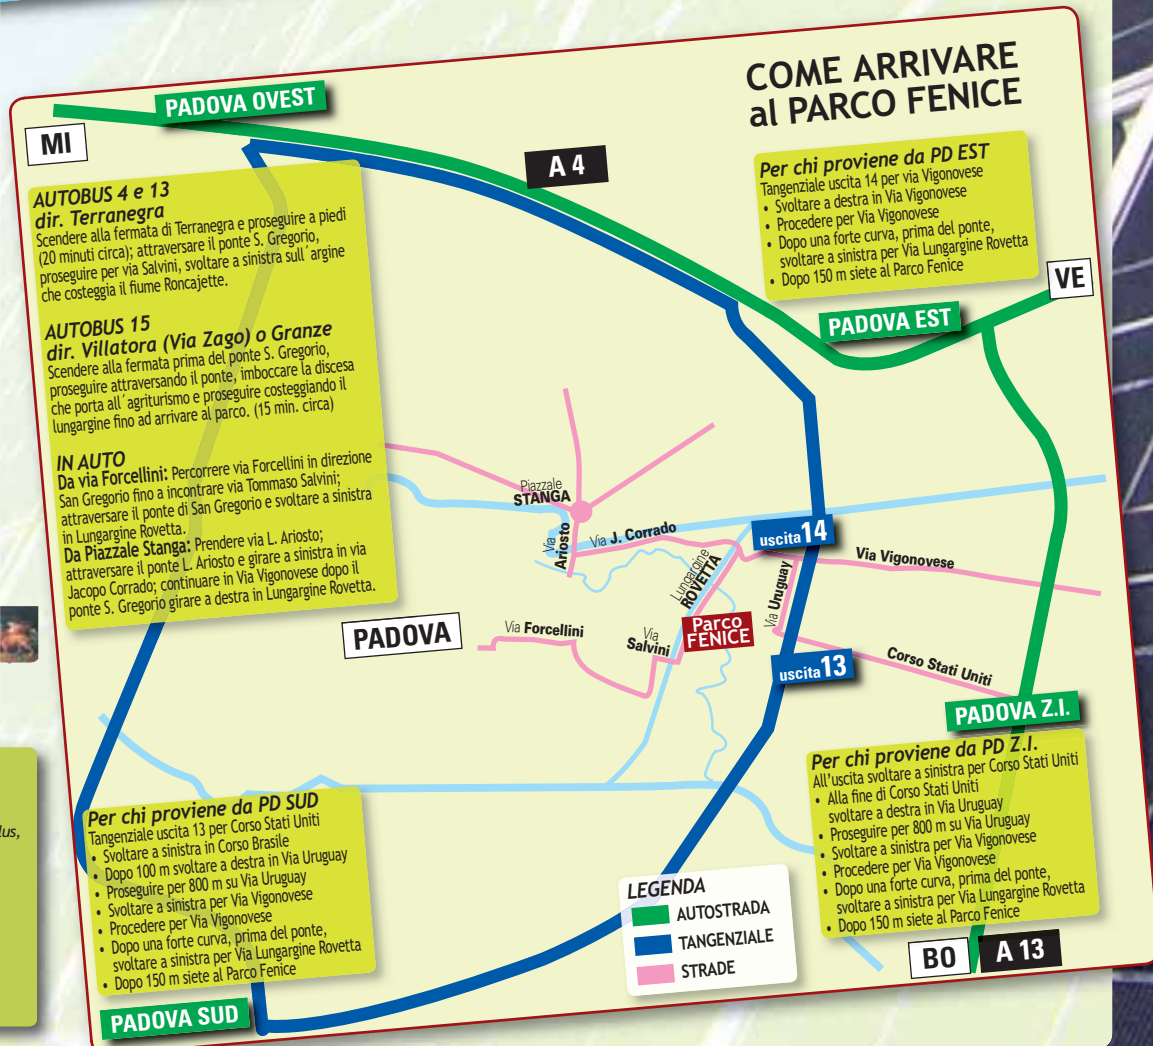 COME ARRIVARE
al PARCO FENICE
PADOVA OVEST
MI
A 4
AUTOBUS 4 e 13
dir. Terranegra
Scendere alla fermata di Terranegra e proseguire a piedi
(20 minuti circa); attraversare il ponte S. Gregorio,
proseguire per via Salvini, svoltare a sinistra sull´argine
che costeggia il fiume Roncajette.
AUTOBUS 15
dir. Villatora (Via Zago) o Granze
Scendere alla fermata prima del ponte S. Gregorio,
proseguire attraversando il ponte, imboccare la discesa
che porta all´agriturismo e proseguire costeggiando il
lungargine fino ad arrivare al parco. (15 min. circa)
IN AUTO
Da via Forcellini: Percorrere via Forcellini in direzione
San Gregorio fino a incontrare via Tommaso Salvini;
attraversare il ponte di San Gregorio e svoltare a sinistra
in Lungargine Rovetta.
Da Piazzale Stanga: Prendere via L. Ariosto;
attraversare il ponte L. Ariosto e girare a sinistra in via
Jacopo Corrado; continuare in Via Vigonovese dopo il
ponte S. Gregorio girare a destra in Lungargine Rovetta.
Per chi proviene da PD EST
Tangenziale uscita 14 per via Vigonovese
• Svoltare a destra in Via Vigonovese
• Procedere per Via Vigonovese
• Dopo una forte curva, prima del ponte,
svoltare a sinistra per Via Lungargine Rovetta
• Dopo 150 m siete al Parco Fenice
VE
PADOVA EST
Piazzale
STANGA
Via
Ariosto
Via J. Corrado
Lungargine
ROVETTA
uscita 14
Via Vigonovese
Via Uruguay
Parco
FENICE
PADOVA
Via Forcellini
Via
Salvini
uscita 13
Corso Stati Uniti
PADOVA Z.I.
Per chi proviene da PD Z.I.
All'uscita svoltare a sinistra per Corso Stati Uniti
• Alla fine di Corso Stati Uniti
svoltare a destra in Via Uruguay
• Proseguire per 800 m su Via Uruguay
• Svoltare a sinistra per Via Vigonovese
• Procedere per Via Vigonovese
• Dopo una forte curva, prima del ponte,
svoltare a sinistra per Via Lungargine Rovetta
• Dopo 150 m siete al Parco Fenice
BO
A 13
Per chi proviene da PD SUD
Tangenziale uscita 13 per Corso Stati Uniti
• Svoltare a sinistra in Corso Brasile
• Dopo 100 m svoltare a destra in Via Uruguay
• Proseguire per 800 m su Via Uruguay
• Svoltare a sinistra per Via Vigonovese
• Procedere per Via Vigonovese
• Dopo una forte curva, prima del ponte,
svoltare a sinistra per Via Lungargine Rovetta
• Dopo 150 m siete al Parco Fenice
PADOVA SUD
LEGENDA
AUTOSTRADA
TANGENZIALE
STRADE